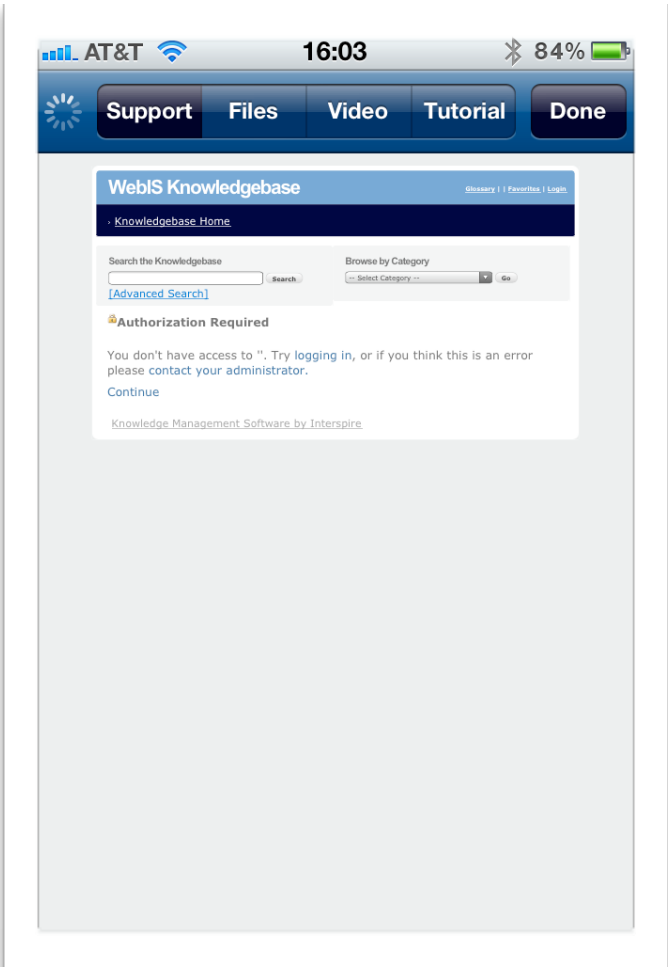 AT&T 16:03 84%
Support Files Video Tutorial Done
WebIS Knowledgebase
Glossary | | Favorites | Login
› Knowledgebase Home
Search the Knowledgebase
Search
[Advanced Search]
Browse by Category
-- Select Category --
Go
Authorization Required
You don't have access to ''. Try logging in, or if you think this is an error
please contact your administrator.
Continue
Knowledge Management Software by Interspire